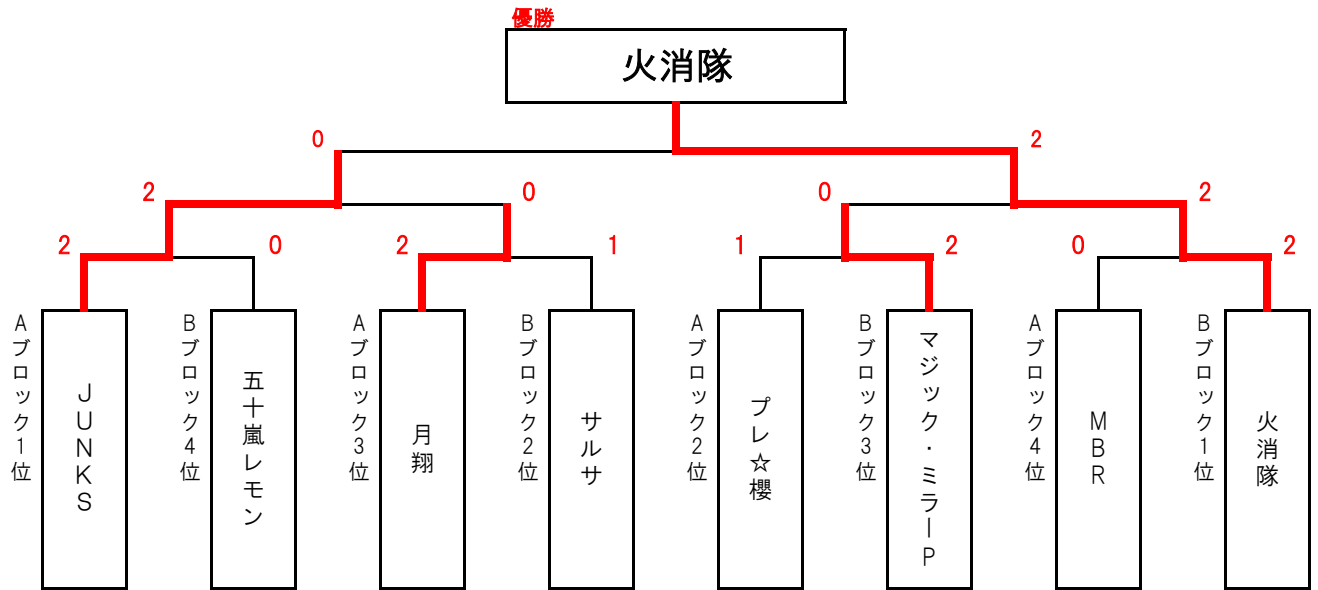 優勝
火消隊
0 2
2 0 0 2
2 0 2 1 1 2 0 2
Aブロック1位
JUNKS
Bブロック4位
五十嵐レモン
Aブロック3位
月翔
Bブロック2位
サルサ
Aブロック2位
プレ☆櫻
Bブロック3位
マジック・ミラーP
Aブロック4位
MBR
Bブロック1位
火消隊